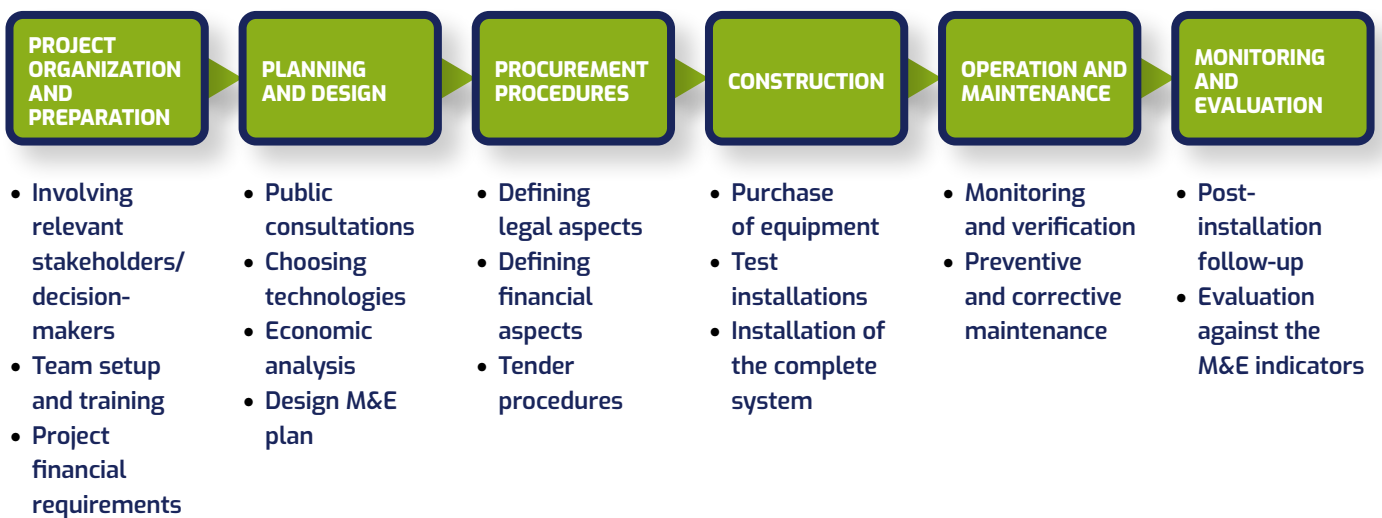 PROJECT
ORGANIZATION
AND
PREPARATION
PLANNING
AND DESIGN
PROCUREMENT
PROCEDURES
CONSTRUCTION
OPERATION AND
MAINTENANCE
MONITORING
AND
EVALUATION
• Involving
relevant
stakeholders/
decision-
makers
• Team setup
and training
• Project
financial
requirements
• Public
consultations
• Choosing
technologies
• Economic
analysis
• Design M&E
plan
• Defining
legal aspects
• Defining
financial
aspects
• Tender
procedures
• Purchase
of equipment
• Test
installations
• Installation of
the complete
system
• Monitoring
and verification
• Preventive
and corrective
maintenance
• Post-
installation
follow-up
• Evaluation
against the
M&E indicators